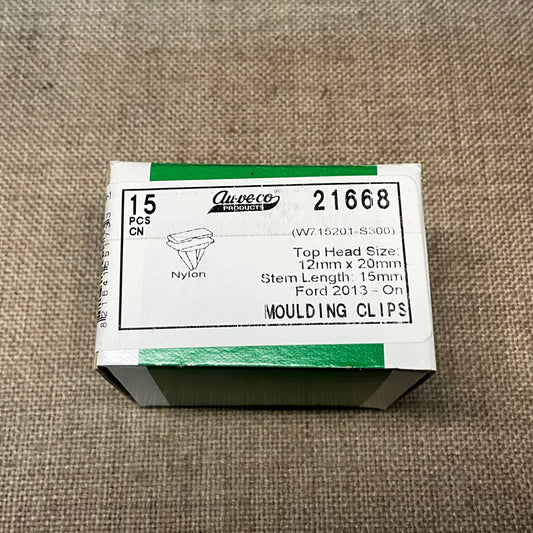 15
PCS
CN
Au-ve-co
PRODUCTS
21668
(W715201-S300)
Nylon
Top Head Size:
12mm x 20mm
Stem Length: 15mm
Ford 2013 - On
MOULDING CLIPS